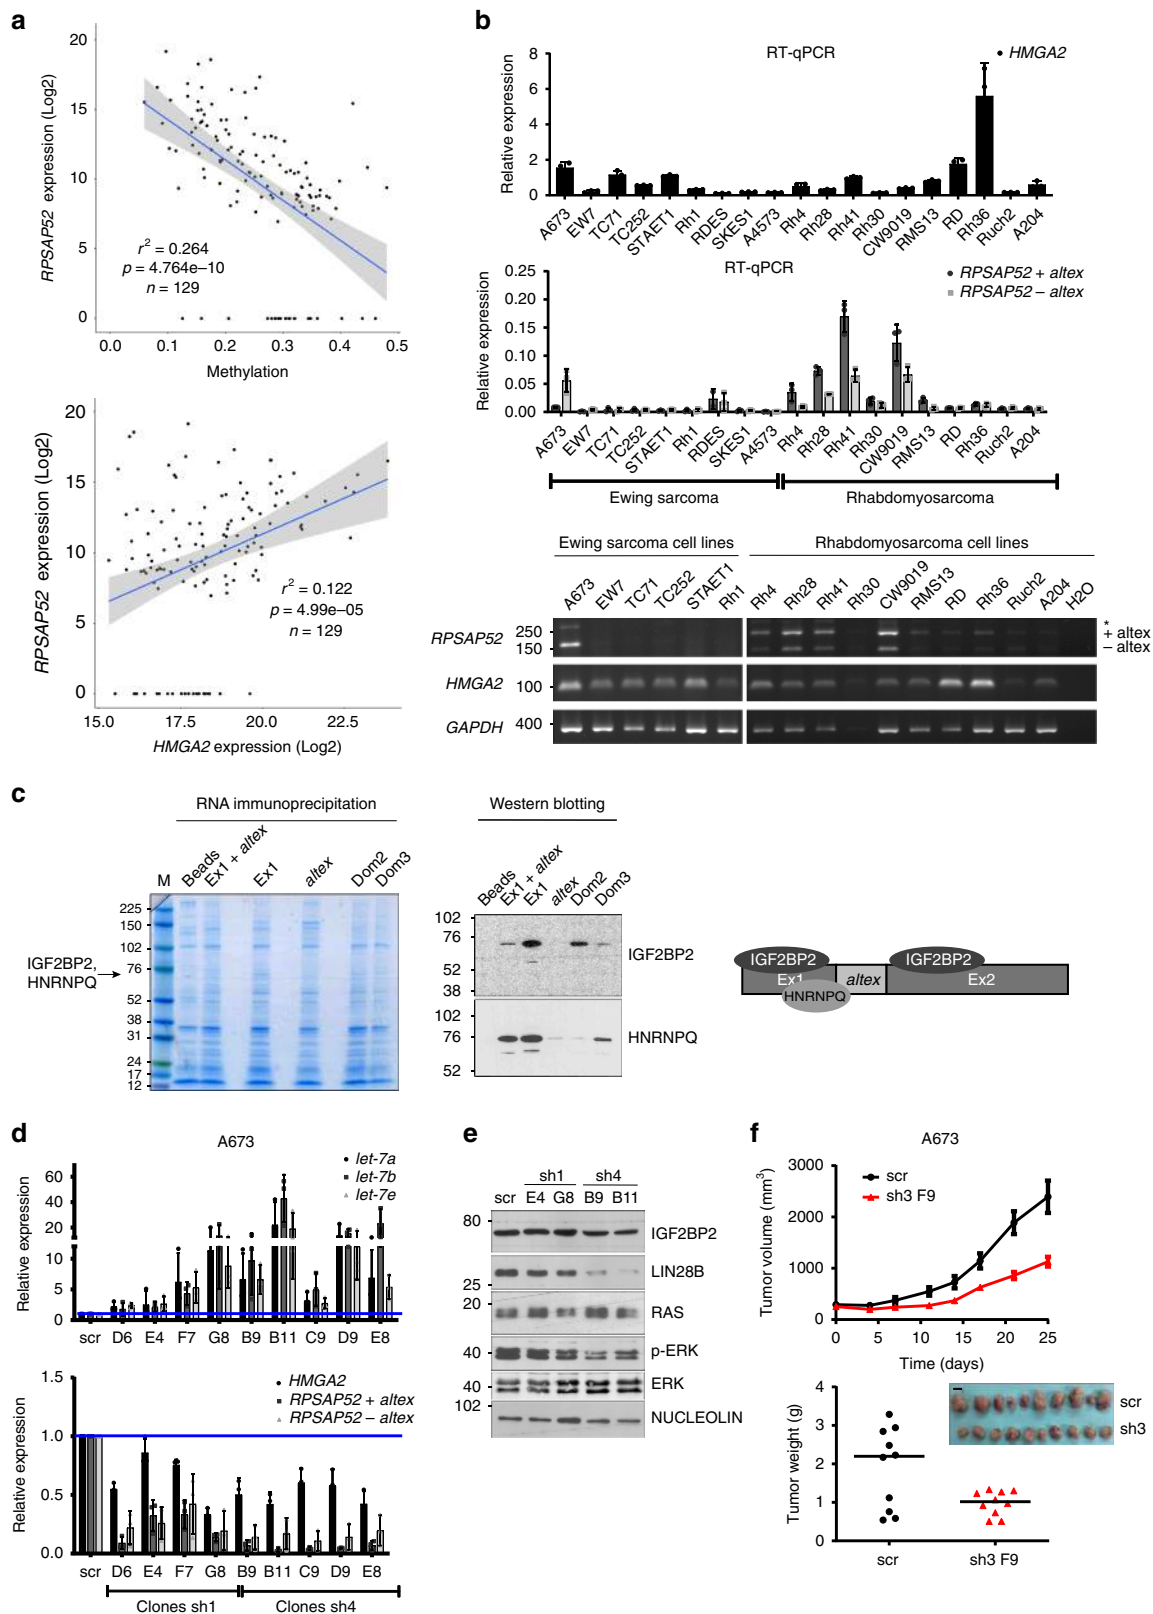 a
20
15
10
5
0
RPSAP52 expression (Log2)
r² = 0.264
p = 4.764e–10
n = 129
0.0 0.1 0.2 0.3 0.4 0.5
Methylation
20
15
10
5
0
RPSAP52 expression (Log2)
r² = 0.122
p = 4.99e–05
n = 129
15.0 17.5 20.0 22.5
HMGA2 expression (Log2)
b
RT-qPCR
HMGA2
Relative expression
8
6
4
2
0
A673 EW7 TC71 TC252 STAET1 Rh1 RDES SKES1 A4573 Rh4 Rh28 Rh41 Rh30 CW9019 RMS13 RD Rh36 Ruch2 A204
RT-qPCR
RPSAP52 + altex
RPSAP52 – altex
Relative expression
0.25
0.20
0.15
0.10
0.05
0.00
A673 EW7 TC71 TC252 STAET1 Rh1 RDES SKES1 A4573 Rh4 Rh28 Rh41 Rh30 CW9019 RMS13 RD Rh36 Ruch2 A204
Ewing sarcoma Rhabdomyosarcoma
Ewing sarcoma cell lines Rhabdomyosarcoma cell lines
A673 EW7 TC71 TC252 STAET1 Rh1 Rh4 Rh28 Rh41 Rh30 CW9019 RMS13 RD Rh36 Ruch2 A204 H2O
*
RPSAP52 250 + altex
150 – altex
HMGA2 100
GAPDH 400
c
RNA immunoprecipitation
M Beads Ex1 + altex Ex1 altex Dom2 Dom3
225
150
102
76
52
38
31
24
17
12
IGF2BP2,
HNRNPQ
Western blotting
Beads Ex1 + altex Ex1 altex Dom2 Dom3
102
76
52
38
IGF2BP2
102
76
52
HNRNPQ
IGF2BP2 IGF2BP2
Ex1 altex Ex2
HNRNPQ
d
A673
let-7a
let-7b
let-7e
Relative expression
60
40
20
10
5
0
scr D6 E4 F7 G8 B9 B11 C9 D9 E8
HMGA2
RPSAP52 + altex
RPSAP52 – altex
Relative expression
1.5
1.0
0.5
0.0
scr D6 E4 F7 G8 B9 B11 C9 D9 E8
Clones sh1 Clones sh4
e
sh1 sh4
scr E4 G8 B9 B11
80 IGF2BP2
LIN28B
25
20 RAS
40 p-ERK
40 ERK
102 NUCLEOLIN
f
A673
scr
sh3 F9
Tumor volume (mm³)
3000
2000
1000
0
0 5 10 15 20 25
Time (days)
Tumor weight (g)
4
3
2
1
0
scr
sh3
scr sh3 F9